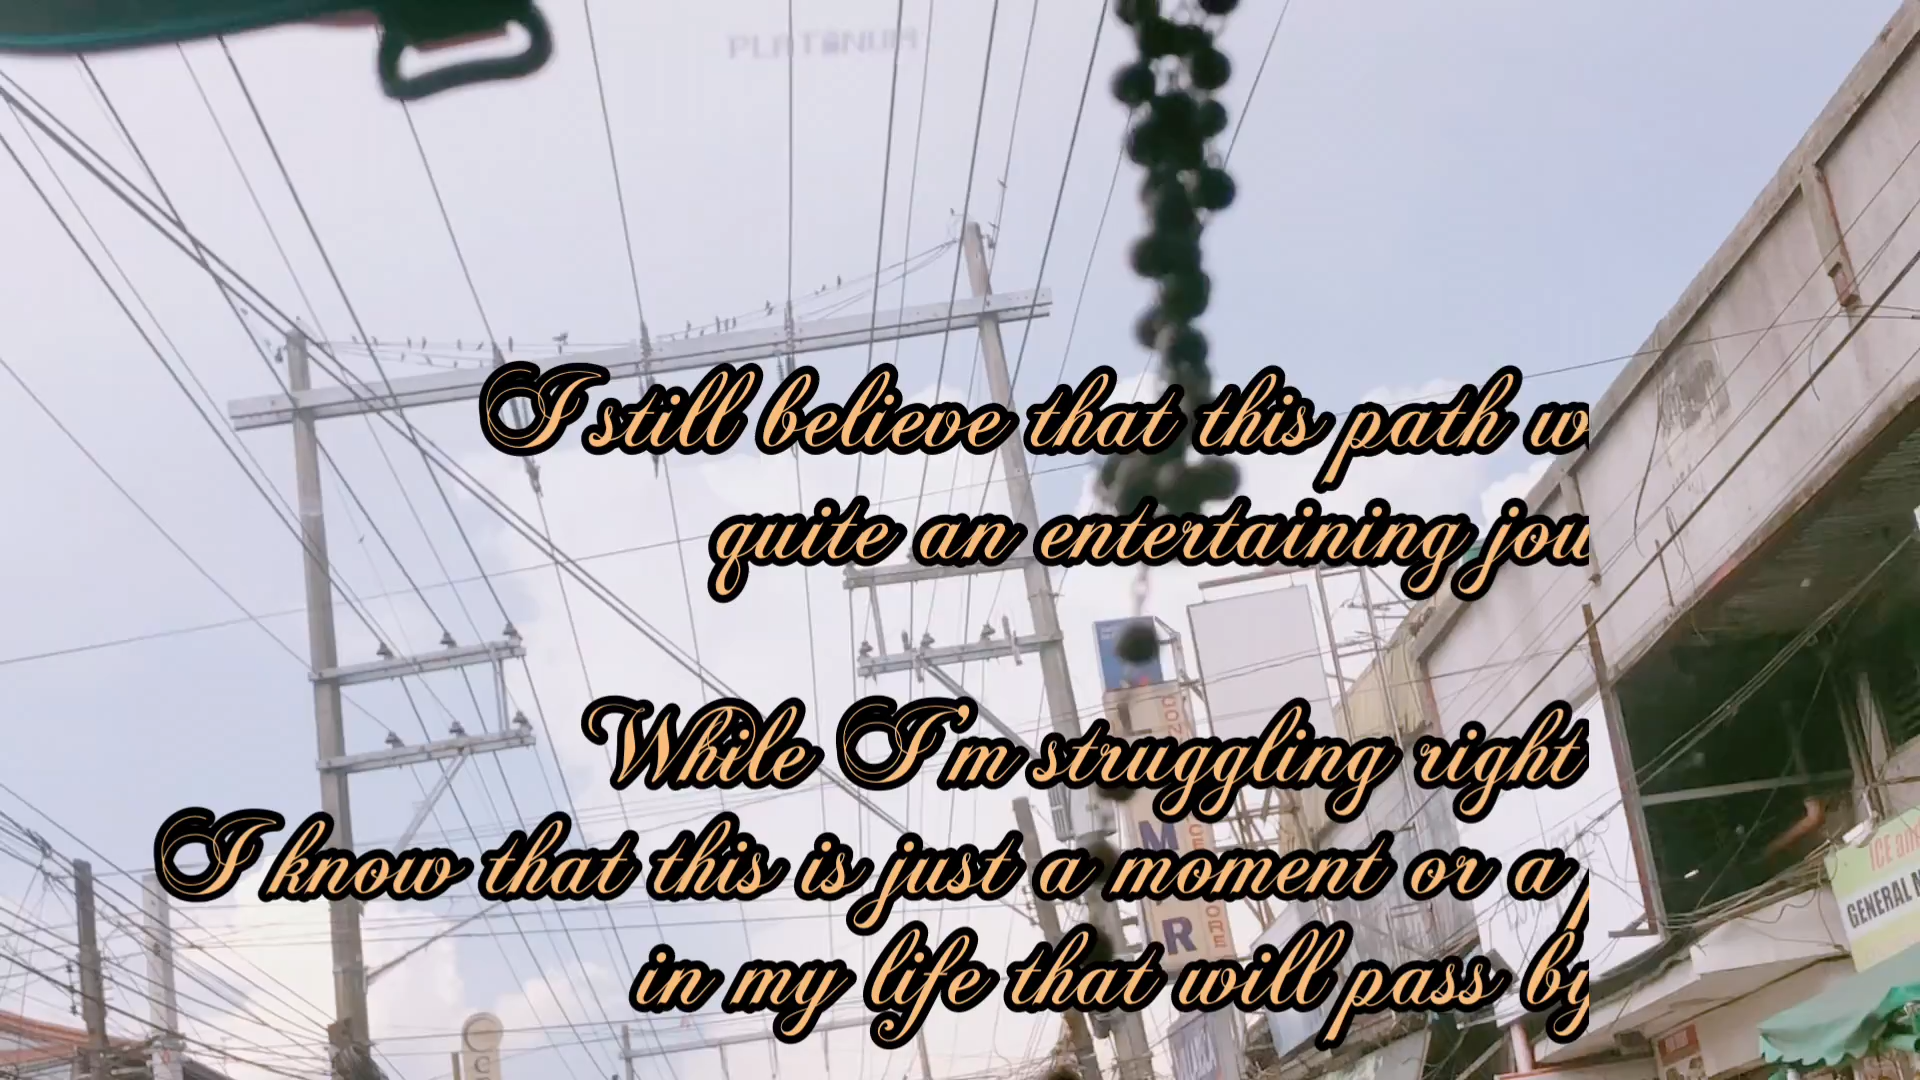 PLATINUM
I still believe that this path w
quite an entertaining jou
While I'm struggling right
I know that this is just a moment or a
in my life that will pass by
ICE
GENERAL